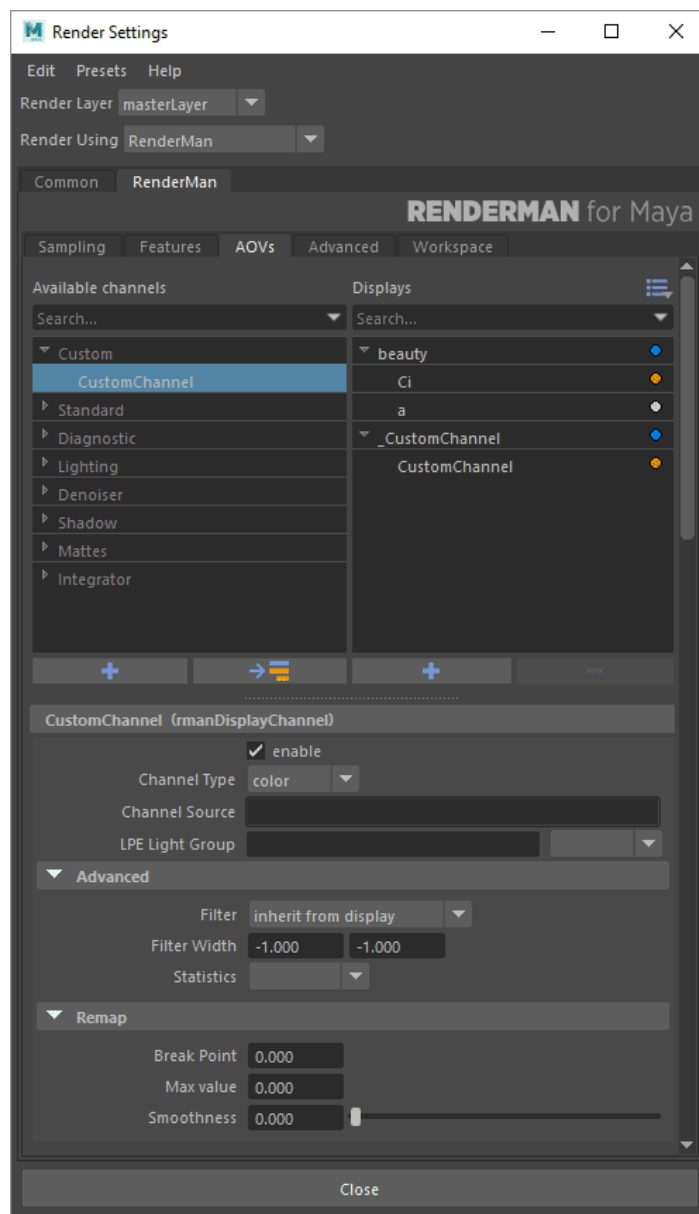 Render Settings
Edit Presets Help
Render Layer masterLayer
Render Using RenderMan
Common RenderMan
RENDERMAN for Maya
Sampling Features AOVs Advanced Workspace
Available channels Displays
Search... Search...
Custom beauty
CustomChannel Ci
Standard a
Diagnostic _CustomChannel
Lighting CustomChannel
Denoiser
Shadow
Mattes
Integrator
CustomChannel (rmanDisplayChannel)
enable
Channel Type color
Channel Source
LPE Light Group
Advanced
Filter inherit from display
Filter Width -1.000 -1.000
Statistics
Remap
Break Point 0.000
Max value 0.000
Smoothness 0.000
Close